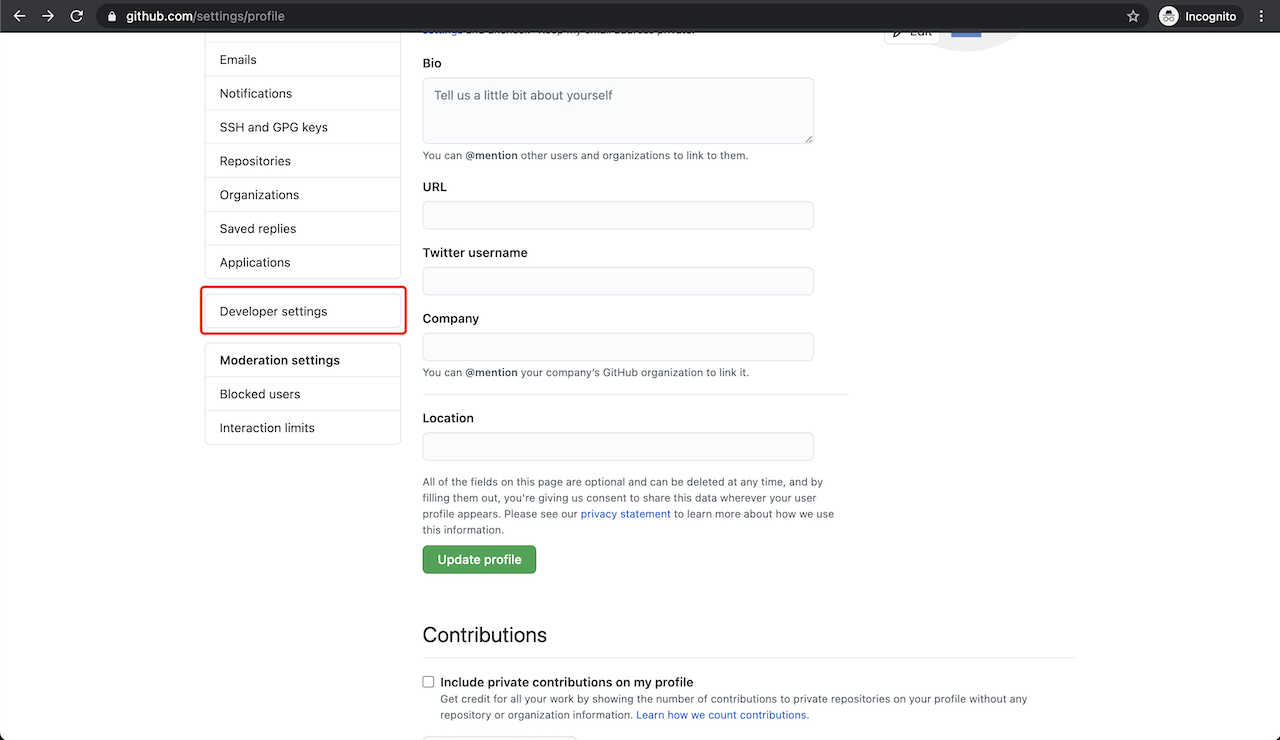 github.com/settings/profile
Incognito
settings
Edit
Emails
Notifications
SSH and GPG keys
Repositories
Organizations
Saved replies
Applications
Developer settings
Moderation settings
Blocked users
Interaction limits
Bio
Tell us a little bit about yourself
You can @mention other users and organizations to link to them.
URL
Twitter username
Company
You can @mention your company's GitHub organization to link it.
Location
All of the fields on this page are optional and can be deleted at any time, and by
filling them out, you're giving us consent to share this data wherever your user
profile appears. Please see our privacy statement to learn more about how we use
this information.
Update profile
Contributions
Include private contributions on my profile
Get credit for all your work by showing the number of contributions to private repositories on your profile without any
repository or organization information. Learn how we count contributions.